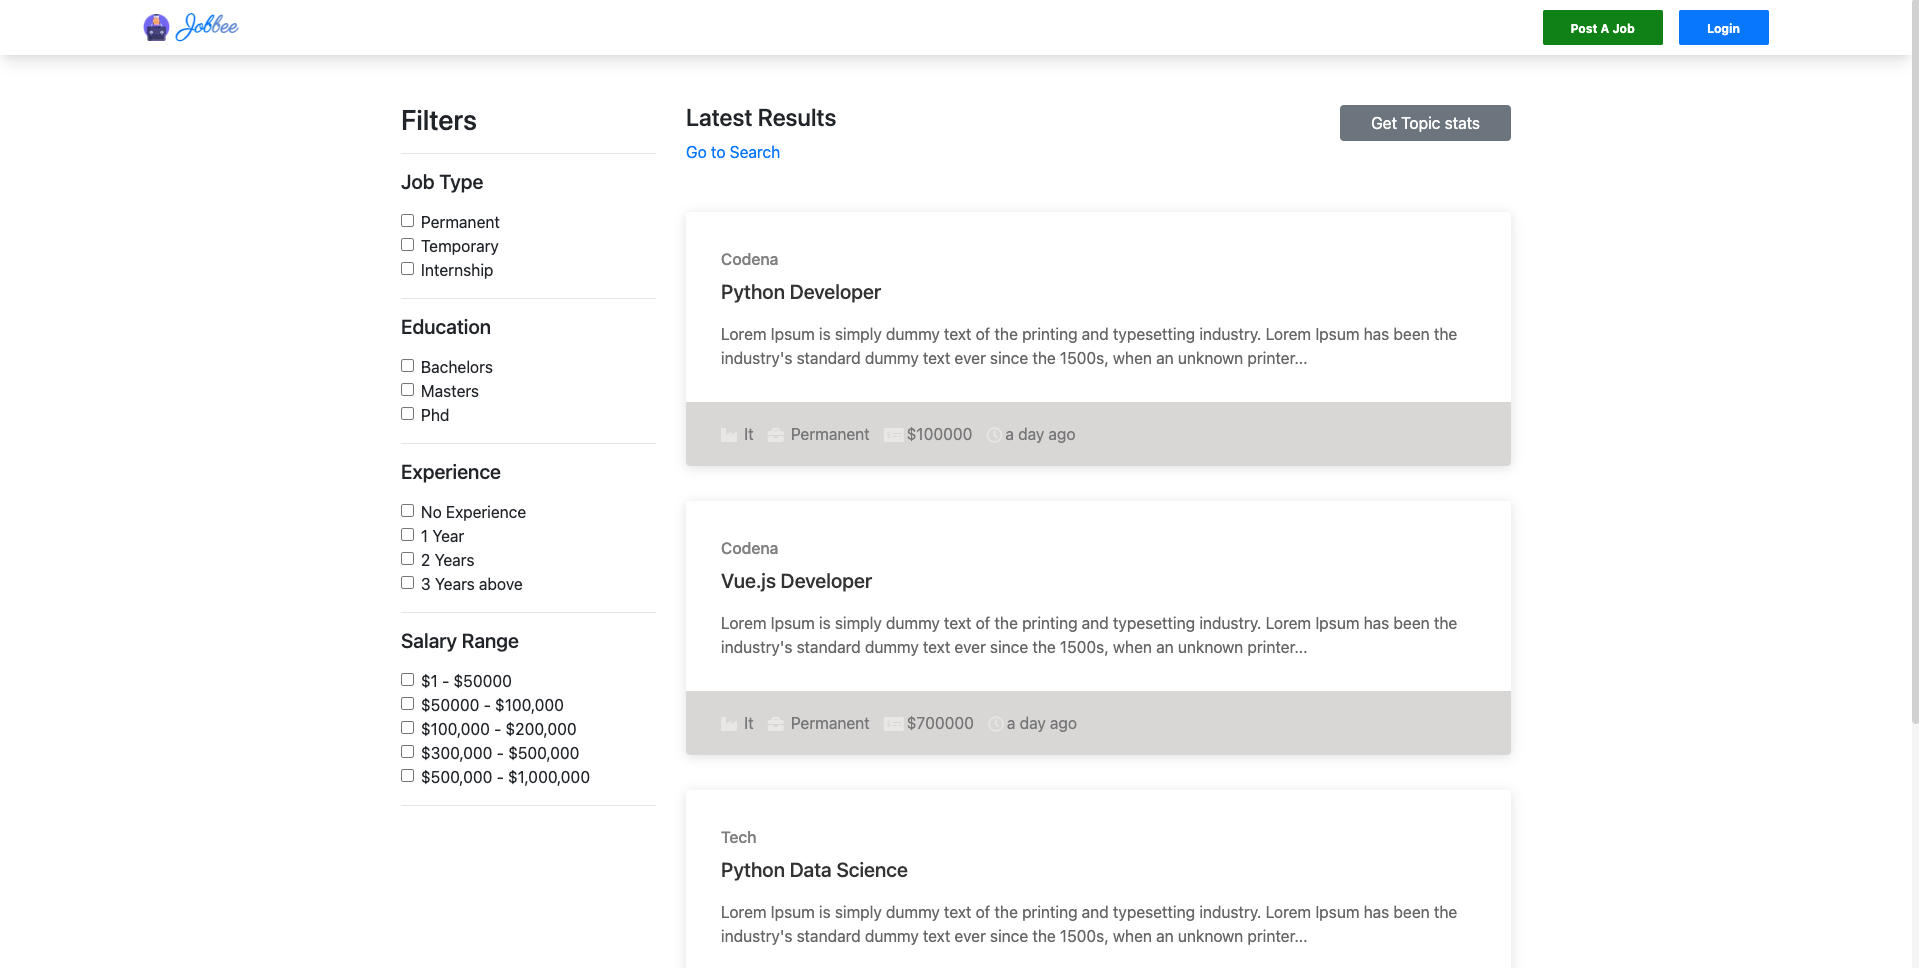 Jobbee
Post A Job
Login
Filters
Job Type
Permanent
Temporary
Internship
Education
Bachelors
Masters
Phd
Experience
No Experience
1 Year
2 Years
3 Years above
Salary Range
$1 - $50000
$50000 - $100,000
$100,000 - $200,000
$300,000 - $500,000
$500,000 - $1,000,000
Latest Results
Get Topic stats
Go to Search
Codena
Python Developer
Lorem Ipsum is simply dummy text of the printing and typesetting industry. Lorem Ipsum has been the
industry's standard dummy text ever since the 1500s, when an unknown printer...
It Permanent $100000 a day ago
Codena
Vue.js Developer
Lorem Ipsum is simply dummy text of the printing and typesetting industry. Lorem Ipsum has been the
industry's standard dummy text ever since the 1500s, when an unknown printer...
It Permanent $700000 a day ago
Tech
Python Data Science
Lorem Ipsum is simply dummy text of the printing and typesetting industry. Lorem Ipsum has been the
industry's standard dummy text ever since the 1500s, when an unknown printer...